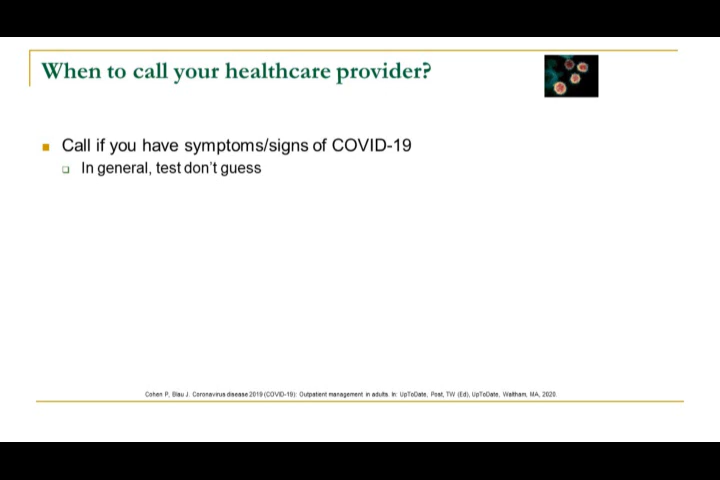 When to call your healthcare provider?
Call if you have symptoms/signs of COVID-19
In general, test don't guess
Cohen P, Blau J. Coronavirus disease 2019 (COVID-19): Outpatient management in adults. In: UpToDate, Post, TW (Ed), UpToDate, Waltham, MA, 2020.